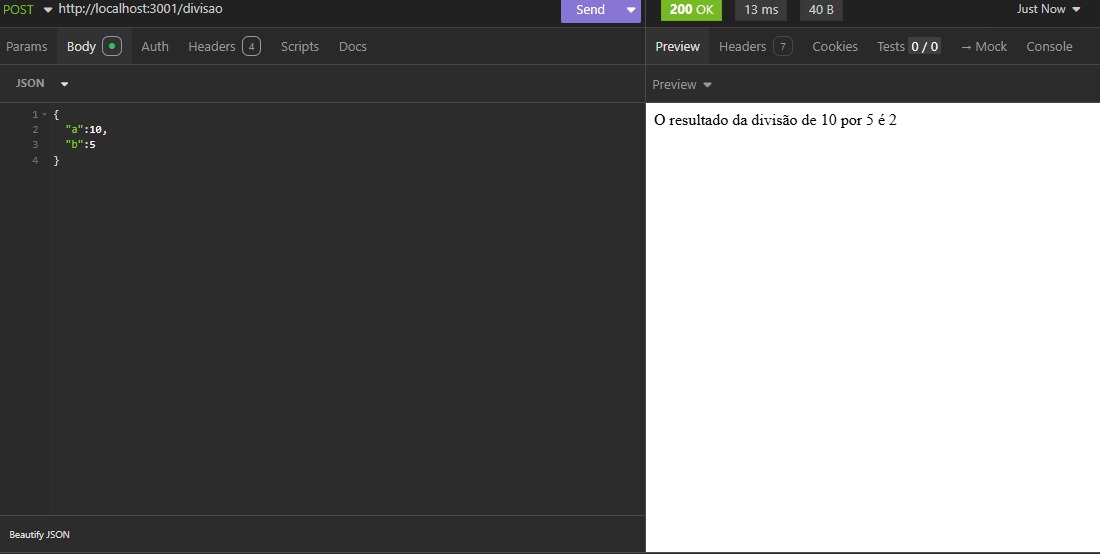 POST http://localhost:3001/divisao Send 200 OK 13 ms 40 B Just Now
Params Body Auth Headers 4 Scripts Docs Preview Headers 7 Cookies Tests 0 / 0 → Mock Console
JSON Preview
1 {
2 "a":10,
3 "b":5
4 }
O resultado da divisão de 10 por 5 é 2
Beautify JSON